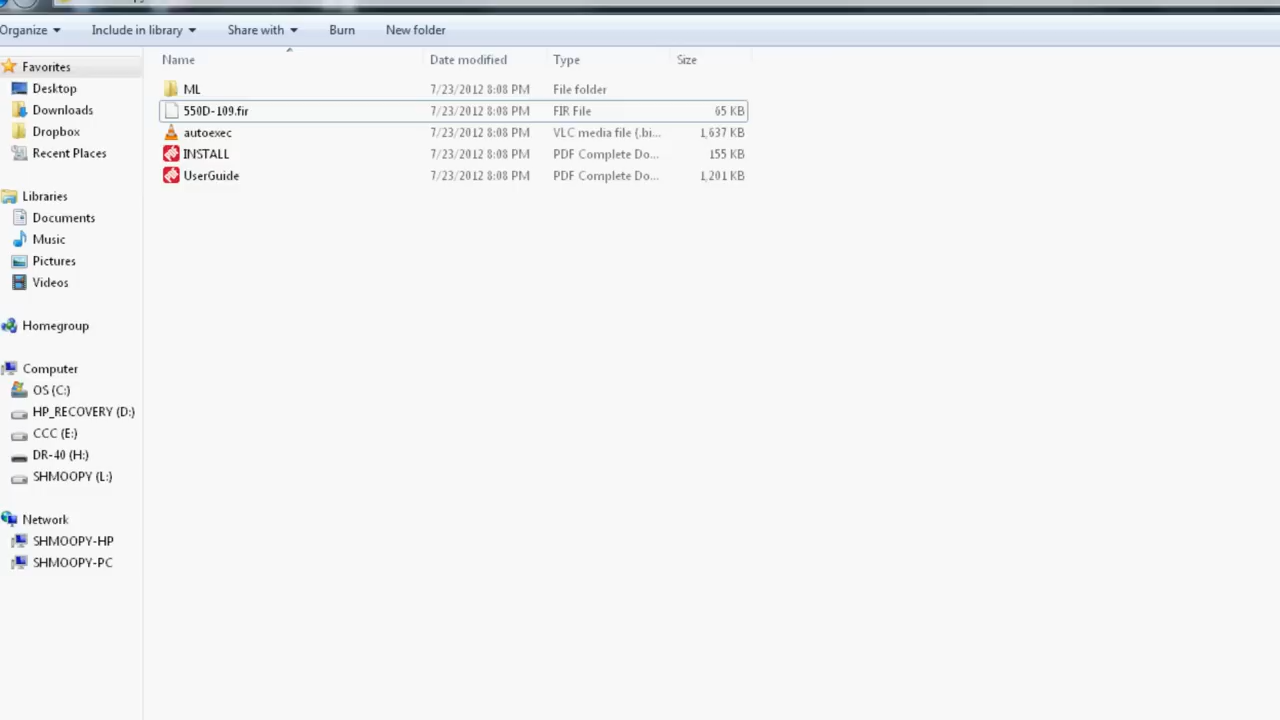 Organize Include in library Share with Burn New folder
Favorites
Desktop
Downloads
Dropbox
Recent Places
Libraries
Documents
Music
Pictures
Videos
Homegroup
Computer
OS (C:)
HP_RECOVERY (D:)
CCC (E:)
DR-40 (H:)
SHMOOPY (L:)
Network
SHMOOPY-HP
SHMOOPY-PC
Name Date modified Type Size
ML 7/23/2012 8:08 PM File folder
550D-109.fir 7/23/2012 8:08 PM FIR File 65 KB
autoexec 7/23/2012 8:08 PM VLC media file (.bi... 1,637 KB
INSTALL 7/23/2012 8:08 PM PDF Complete Do... 155 KB
UserGuide 7/23/2012 8:08 PM PDF Complete Do... 1,201 KB